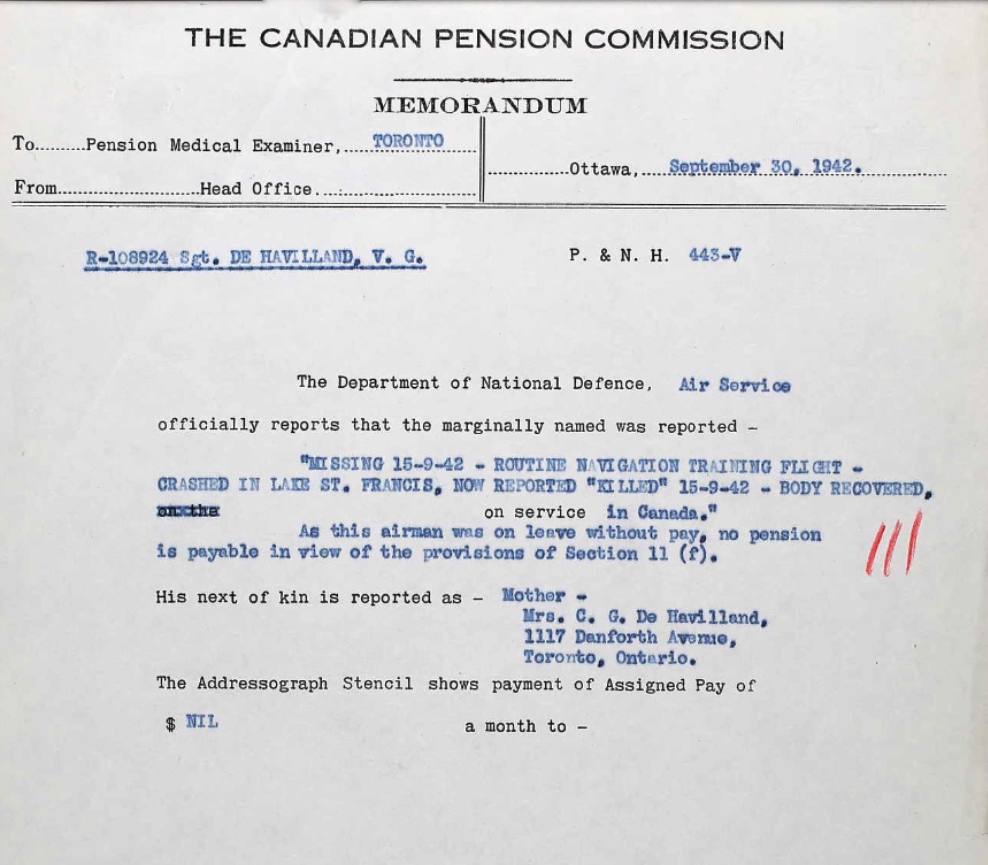 THE CANADIAN PENSION COMMISSION
MEMORANDUM
To.........Pension Medical Examiner,.....TORONTO
...............Ottawa,.....September 30, 1942.
From..........................Head Office
R-108924 Sgt. DE HAVILLAND, V. G. P. & N. H. 443-V
The Department of National Defence, Air Service
officially reports that the marginally named was reported –
"MISSING 15-9-42 - ROUTINE NAVIGATION TRAINING FLIGHT -
CRASHED IN LAKE ST. FRANCIS, NOW REPORTED "KILLED" 15-9-42 - BODY RECOVERED,
on the on service in Canada."
As this airman was on leave without pay, no pension
is payable in view of the provisions of Section 11 (f).
His next of kin is reported as – Mother -
Mrs. C. G. De Havilland,
1117 Danforth Avenue,
Toronto, Ontario.
The Addressograph Stencil shows payment of Assigned Pay of
$ NIL a month to –